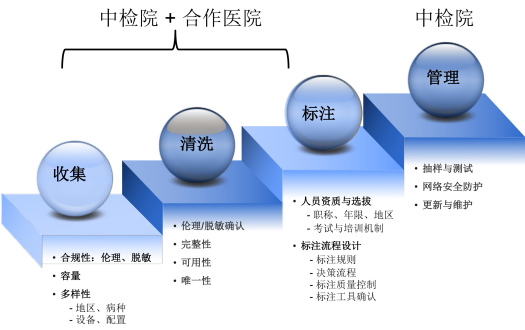 中检院 + 合作医院
中检院
收集
清洗
标注
管理
• 合规性：伦理、脱敏
• 容量
• 多样性
- 地区、病种
- 设备、配置
• 伦理/脱敏确认
• 完整性
• 可用性
• 唯一性
• 人员资质与选拔
- 职称、年限、地区
- 考试与培训机制
• 标注流程设计
- 标注规则
- 决策流程
- 标注质量控制
- 标注工具确认
• 抽样与测试
• 网络安全防护
• 更新与维护